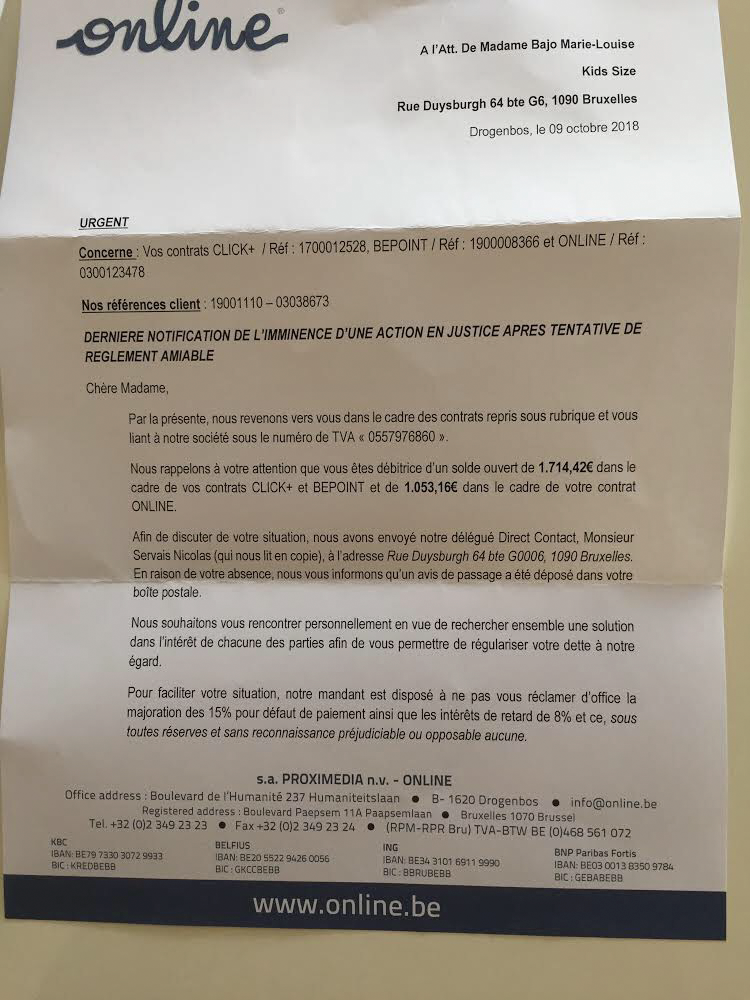 online®
A l'Att. De Madame Bajo Marie-Louise
Kids Size
Rue Duysburgh 64 bte G6, 1090 Bruxelles
Drogenbos, le 09 octobre 2018
URGENT
Concerne : Vos contrats CLICK+ / Réf : 1700012528, BEPOINT / Réf : 1900008366 et ONLINE / Réf :
0300123478
Nos références client : 19001110 – 03038673
DERNIERE NOTIFICATION DE L'IMMINENCE D'UNE ACTION EN JUSTICE APRES TENTATIVE DE
REGLEMENT AMIABLE
Chère Madame,
Par la présente, nous revenons vers vous dans le cadre des contrats repris sous rubrique et vous
liant à notre société sous le numéro de TVA « 0557976860 ».
Nous rappelons à votre attention que vous êtes débitrice d'un solde ouvert de 1.714,42€ dans le
cadre de vos contrats CLICK+ et BEPOINT et de 1.053,16€ dans le cadre de votre contrat
ONLINE.
Afin de discuter de votre situation, nous avons envoyé notre délégué Direct Contact, Monsieur
Servais Nicolas (qui nous lit en copie), à l'adresse Rue Duysburgh 64 bte G0006, 1090 Bruxelles.
En raison de votre absence, nous vous informons qu'un avis de passage a été déposé dans votre
boîte postale.
Nous souhaitons vous rencontrer personnellement en vue de rechercher ensemble une solution
dans l'intérêt de chacune des parties afin de vous permettre de régulariser votre dette à notre
égard.
Pour faciliter votre situation, notre mandant est disposé à ne pas vous réclamer d'office la
majoration des 15% pour défaut de paiement ainsi que les intérêts de retard de 8% et ce, sous
toutes réserves et sans reconnaissance préjudiciable ou opposable aucune.
s.a. PROXIMEDIA n.v. - ONLINE
Office address : Boulevard de l'Humanité 237 Humaniteitslaan ● B- 1620 Drogenbos ● info@online.be
Registered address : Boulevard Paepsem 11A Paapsemlaan ● Bruxelles 1070 Brussel
Tel. +32 (0)2 349 23 23 ● Fax +32 (0)2 349 23 24 ● (RPM-RPR Bru) TVA-BTW BE (0)468 561 072
KBC
IBAN: BE79 7330 3072 9933
BIC : KREDBEBB
BELFIUS
IBAN: BE20 5522 9426 0056
BIC : GKCCBEBB
ING
IBAN: BE34 3101 6911 9990
BIC : BBRUBEBB
BNP Paribas Fortis
IBAN: BE03 0013 8350 9784
BIC : GEBABEBB
www.online.be